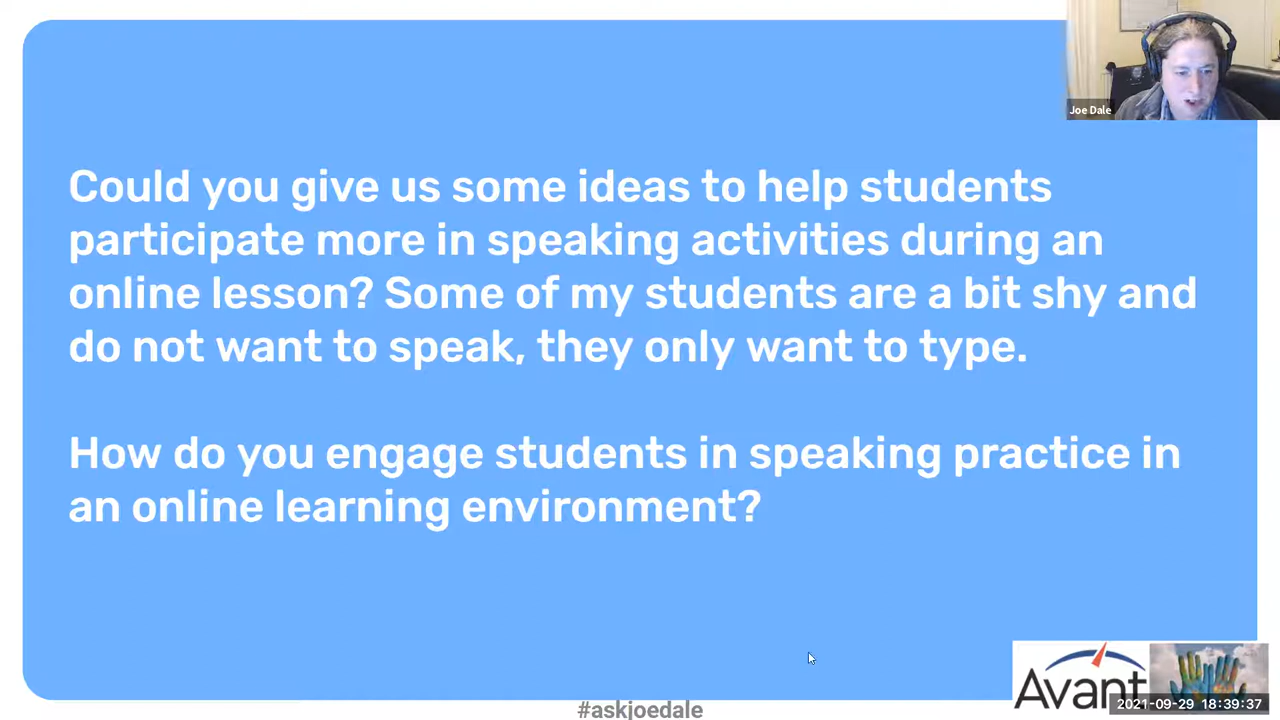 Joe Dale
Could you give us some ideas to help students
participate more in speaking activities during an
online lesson? Some of my students are a bit shy and
do not want to speak, they only want to type.
How do you engage students in speaking practice in
an online learning environment?
Avant
2021-09-29 18:39:37
#askjoedale